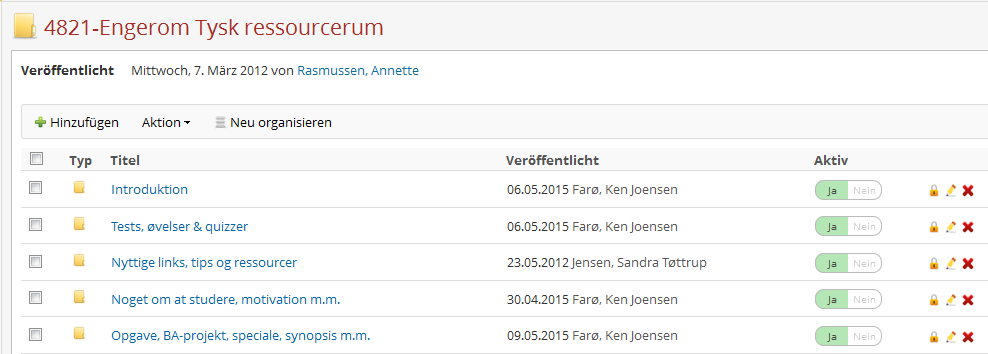 4821-Engerom Tysk ressourcerum
Veröffentlicht Mittwoch, 7. März 2012 von Rasmussen, Annette
Hinzufügen Aktion Neu organisieren
Typ Titel Veröffentlicht Aktiv
Introduktion 06.05.2015 Farø, Ken Joensen Ja Nein
Tests, øvelser & quizzer 06.05.2015 Farø, Ken Joensen Ja Nein
Nyttige links, tips og ressourcer 23.05.2012 Jensen, Sandra Tøttrup Ja Nein
Noget om at studere, motivation m.m. 30.04.2015 Farø, Ken Joensen Ja Nein
Opgave, BA-projekt, speciale, synopsis m.m. 09.05.2015 Farø, Ken Joensen Ja Nein